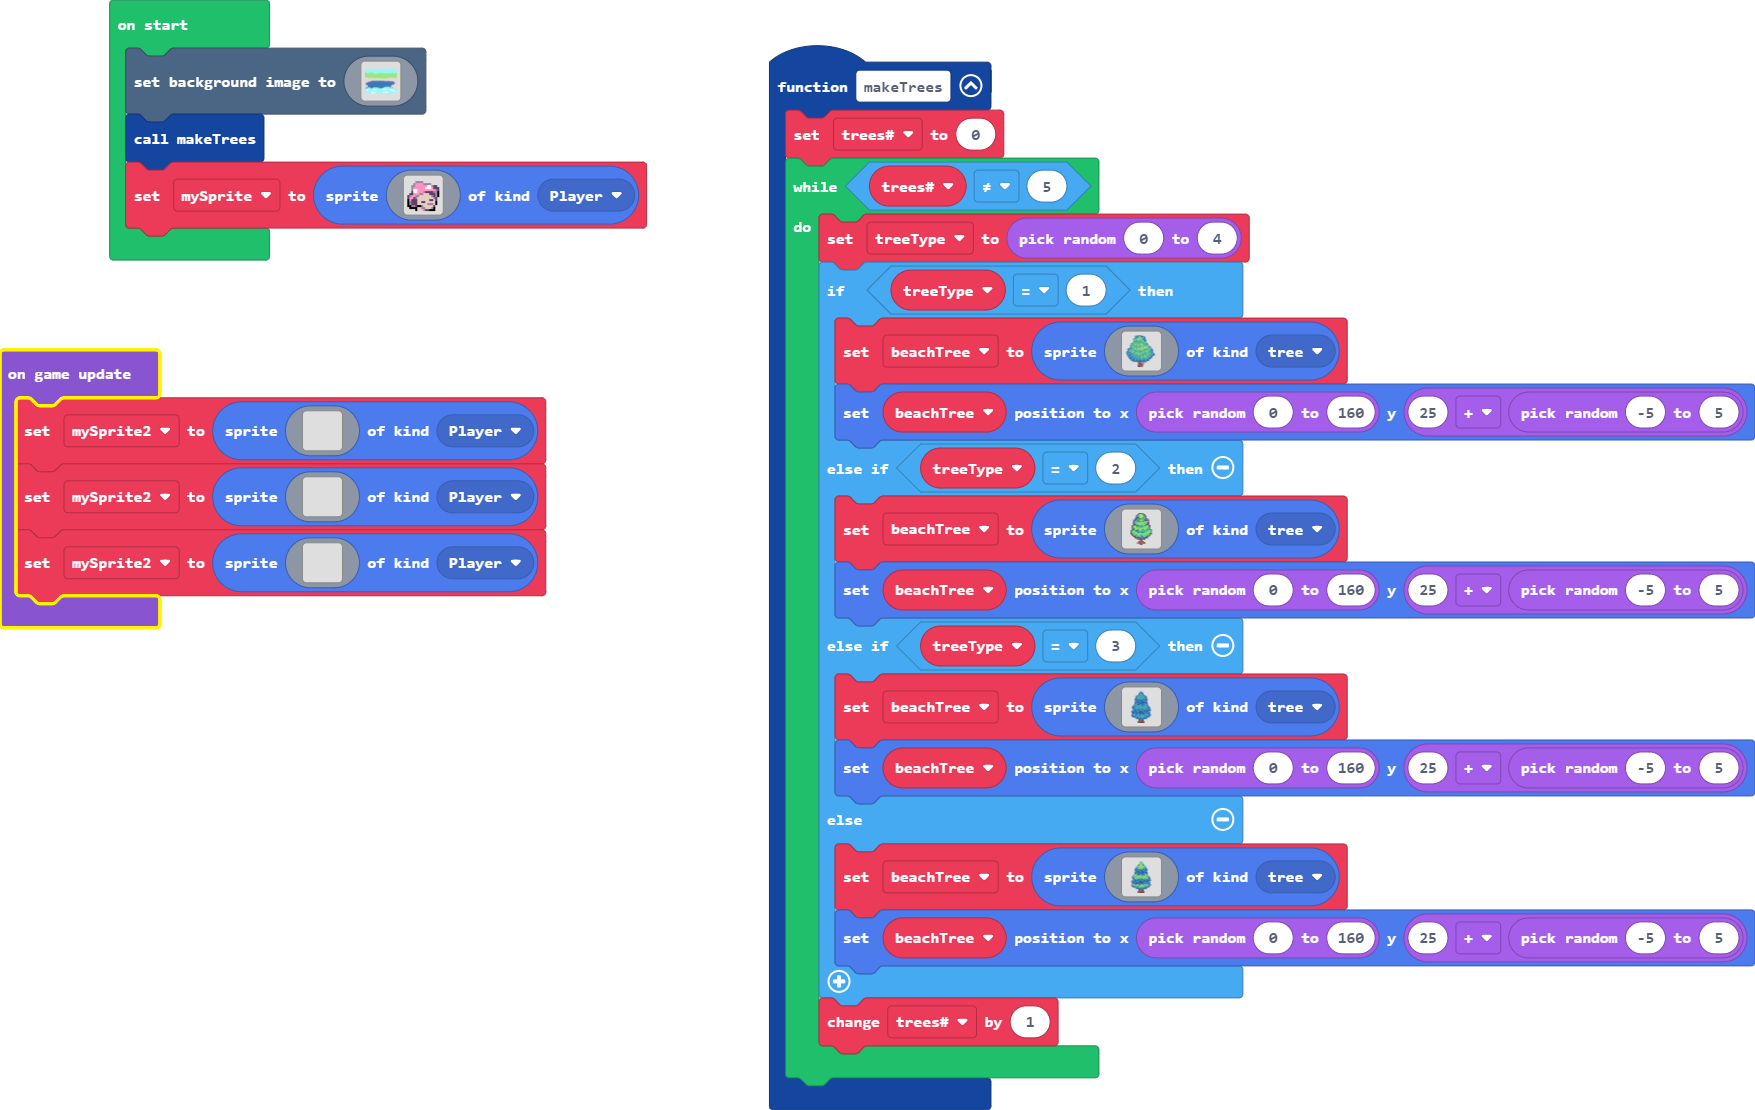 on start
set background image to
call makeTrees
set mySprite to sprite of kind Player
on game update
set mySprite2 to sprite of kind Player
set mySprite2 to sprite of kind Player
set mySprite2 to sprite of kind Player
function makeTrees
set trees# to 0
while trees# ≠ 5
do
set treeType to pick random 0 to 4
if treeType = 1 then
set beachTree to sprite of kind tree
set beachTree position to x pick random 0 to 160 y 25 + pick random -5 to 5
else if treeType = 2 then
set beachTree to sprite of kind tree
set beachTree position to x pick random 0 to 160 y 25 + pick random -5 to 5
else if treeType = 3 then
set beachTree to sprite of kind tree
set beachTree position to x pick random 0 to 160 y 25 + pick random -5 to 5
else
set beachTree to sprite of kind tree
set beachTree position to x pick random 0 to 160 y 25 + pick random -5 to 5
change trees# by 1